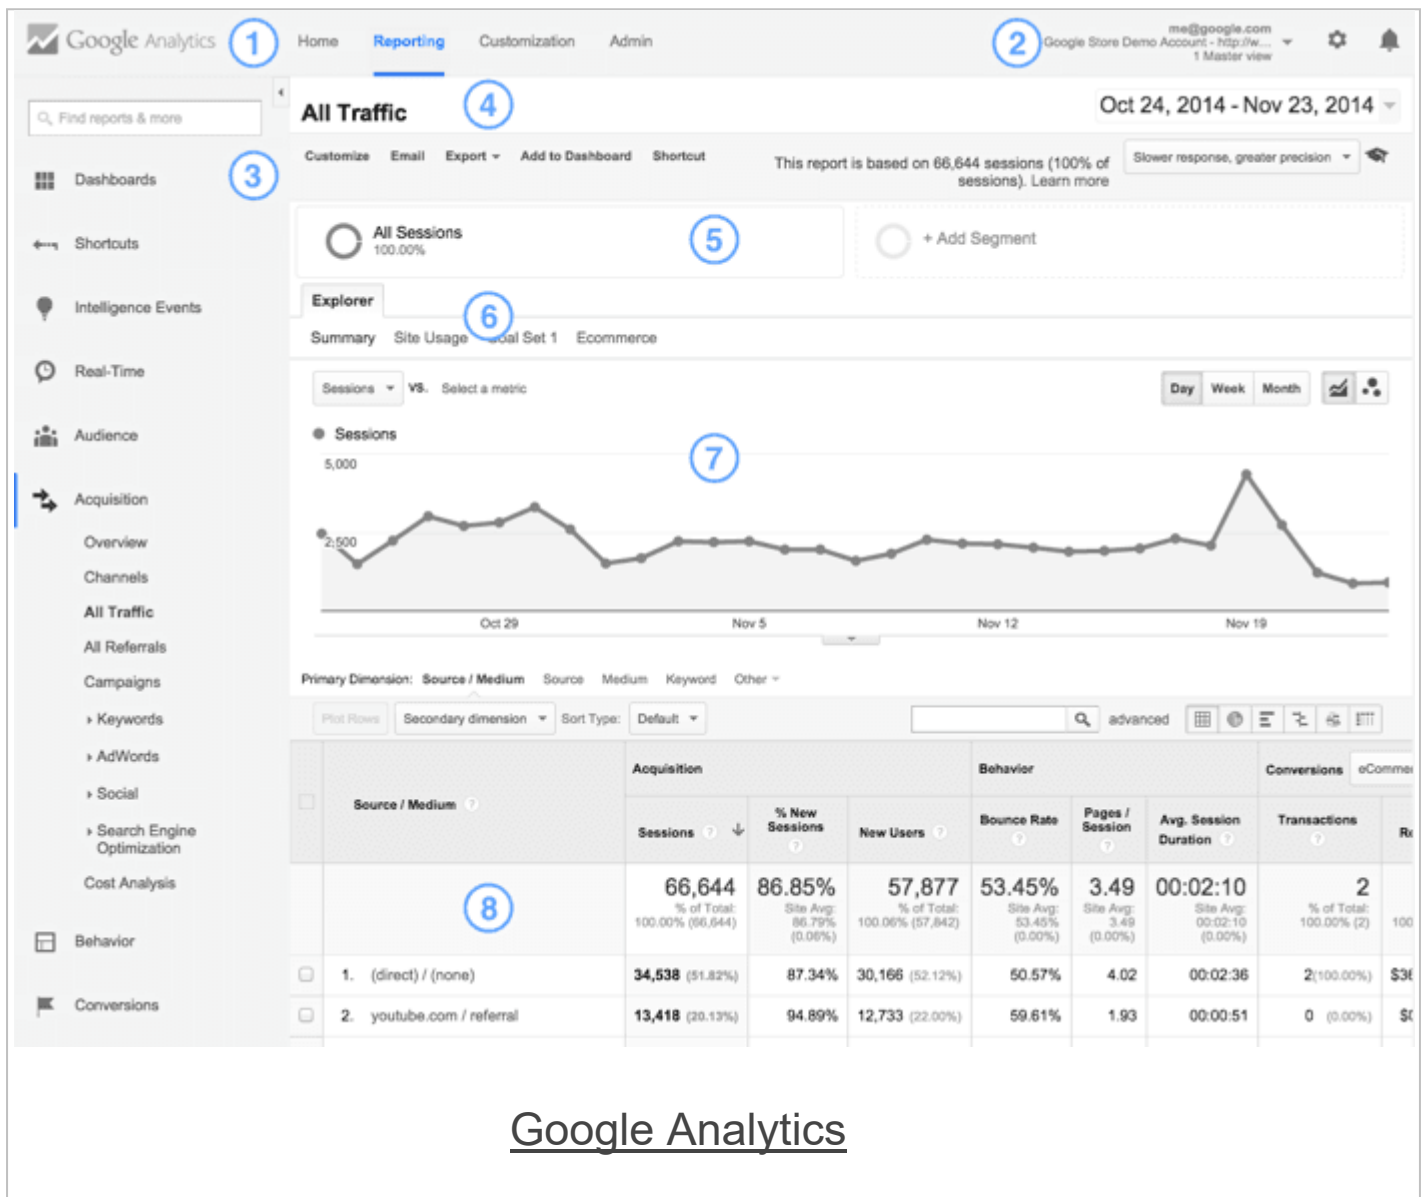 Google Analytics
1
Home Reporting Customization Admin
2
me@google.com
Google Store Demo Account - http://w...
1 Master view
Find reports & more
3
Dashboards
Shortcuts
Intelligence Events
Real-Time
Audience
Acquisition
Overview
Channels
All Traffic
All Referrals
Campaigns
Keywords
AdWords
Social
Search Engine
Optimization
Cost Analysis
Behavior
Conversions
All Traffic
4
Oct 24, 2014 - Nov 23, 2014
Customize Email Export Add to Dashboard Shortcut
This report is based on 66,644 sessions (100% of
sessions). Learn more
Slower response, greater precision
All Sessions
100.00%
5
+ Add Segment
Explorer
6
Summary Site Usage Goal Set 1 Ecommerce
Sessions VS. Select a metric
Day Week Month
Sessions
7
5,000
2,500
Oct 29 Nov 5 Nov 12 Nov 19
Primary Dimension: Source / Medium Source Medium Keyword Other
Plot Rows Secondary dimension Sort Type: Default
advanced
Acquisition Behavior Conversions eCommer
Source / Medium ?
Sessions ? % New Sessions ? New Users ? Bounce Rate ? Pages / Session ? Avg. Session Duration ? Transactions ? Re
8
66,644 86.85% 57,877 53.45% 3.49 00:02:10 2
% of Total: Site Avg: % of Total: Site Avg: Site Avg: Site Avg: % of Total:
100.00% (66,644) 86.79% 100.06% (57,842) 53.45% 3.49 00:02:10 100.00% (2) 100
(0.06%) (0.00%) (0.00%) (0.00%)
1. (direct) / (none) 34,538 (51.82%) 87.34% 30,166 (52.12%) 50.57% 4.02 00:02:36 2(100.00%) $36
2. youtube.com / referral 13,418 (20.13%) 94.89% 12,733 (22.00%) 59.61% 1.93 00:00:51 0 (0.00%) $0
Google Analytics